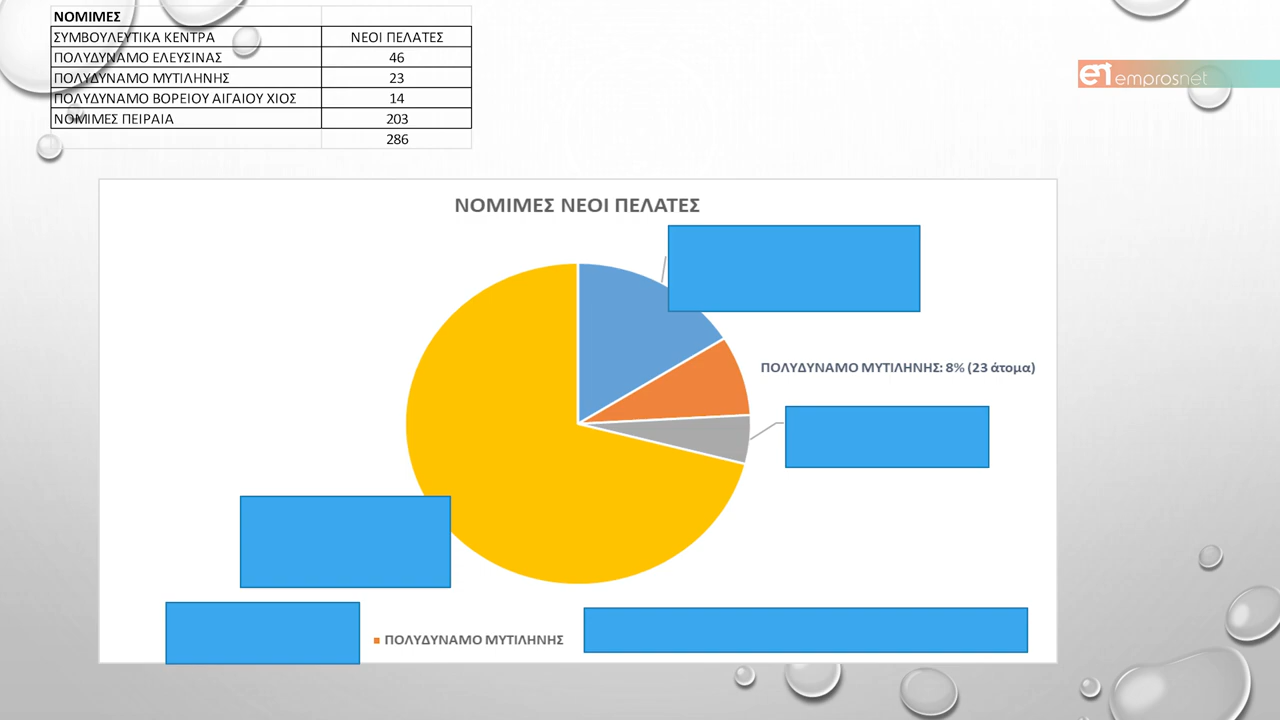 ΝΟΜΙΜΕΣ
ΣΥΜΒΟΥΛΕΥΤΙΚΑ ΚΕΝΤΡΑ ΝΕΟΙ ΠΕΛΑΤΕΣ
ΠΟΛΥΔΥΝΑΜΟ ΕΛΕΥΣΙΝΑΣ 46
ΠΟΛΥΔΥΝΑΜΟ ΜΥΤΙΛΗΝΗΣ 23
ΠΟΛΥΔΥΝΑΜΟ ΒΟΡΕΙΟΥ ΑΙΓΑΙΟΥ ΧΙΟΣ 14
ΝΟΜΙΜΕΣ ΠΕΙΡΑΙΑ 203
286
emprosnet
ΝΟΜΙΜΕΣ ΝΕΟΙ ΠΕΛΑΤΕΣ
ΠΟΛΥΔΥΝΑΜΟ ΜΥΤΙΛΗΝΗΣ: 8% (23 άτομα)
ΠΟΛΥΔΥΝΑΜΟ ΜΥΤΙΛΗΝΗΣ